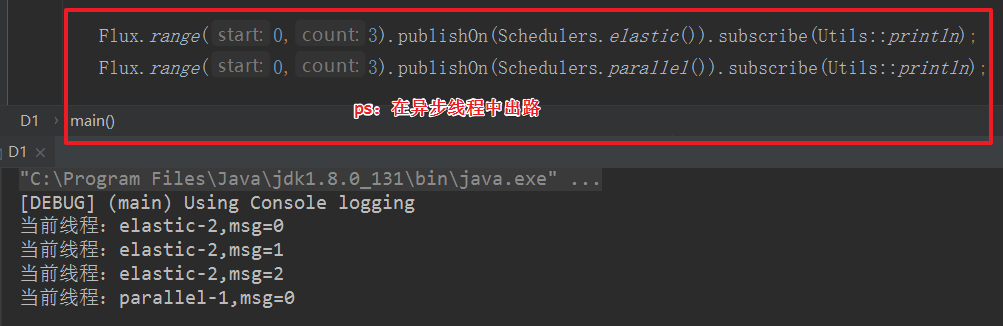 Flux.range( start: 0, count: 3).publishOn(Schedulers.elastic()).subscribe(Utils::println);
Flux.range( start: 0, count: 3).publishOn(Schedulers.parallel()).subscribe(Utils::println);
ps：在异步线程中出路
D1 › main()
D1 ×
"C:\Program Files\Java\jdk1.8.0_131\bin\java.exe" ...
[DEBUG] (main) Using Console logging
当前线程：elastic-2,msg=0
当前线程：elastic-2,msg=1
当前线程：elastic-2,msg=2
当前线程：parallel-1,msg=0